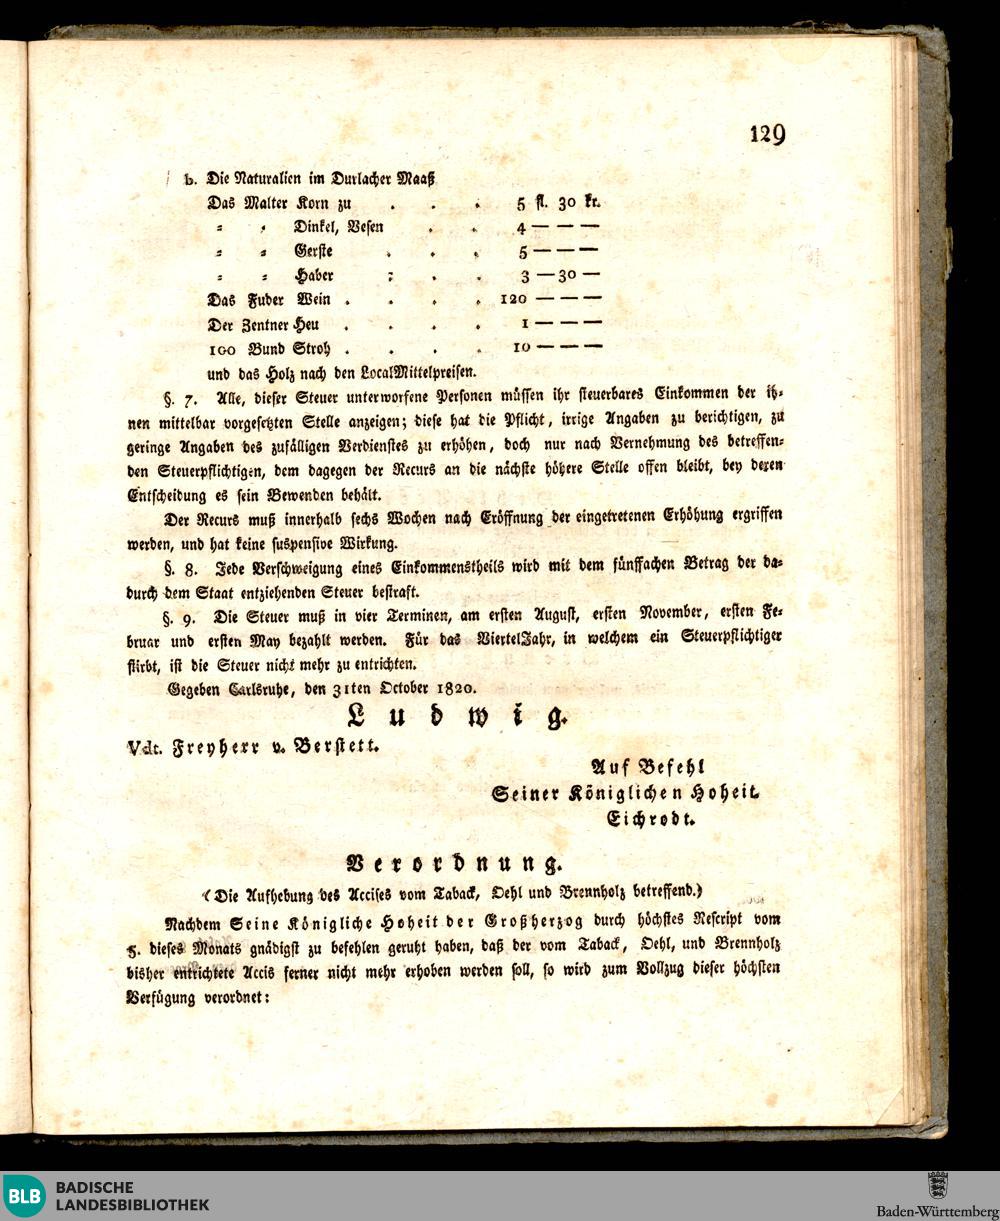 129
b. Die Naturalien im Durlacher Maaß
Das Malter Korn zu . . . 5 fl. 30 kr.
" " Dinkel, Vesen . . 4 — — —
" " Gerste . . . 5 — — —
" " Haber . . . 3 — 30 —
Das Fuder Wein . . . . 120 — — —
Der Zentner Heu . . . . 1 — — —
100 Bund Stroh . . . . 10 — — —
und das Holz nach den LocalMittelpreisen.
§. 7. Alle, dieser Steuer unterworfene Personen müssen ihr steuerbares Einkommen der ih-
nen mittelbar vorgesetzten Stelle anzeigen; diese hat die Pflicht, irrige Angaben zu berichtigen, zu
geringe Angaben des zufälligen Verdienstes zu erhöhen, doch nur nach Vernehmung des betreffen-
den Steuerpflichtigen, dem dagegen der Recurs an die nächste höhere Stelle offen bleibt, bey deren
Entscheidung es sein Bewenden behält.
Der Recurs muß innerhalb sechs Wochen nach Eröffnung der eingetretenen Erhöhung ergriffen
werden, und hat keine suspensive Wirkung.
§. 8. Jede Verschweigung eines Einkommenstheils wird mit dem fünffachen Betrag der da-
durch dem Staat entziehenden Steuer bestraft.
§. 9. Die Steuer muß in vier Terminen, am ersten August, ersten November, ersten Fe-
bruar und ersten May bezahlt werden. Für das ViertelJahr, in welchem ein Steuerpflichtiger
stirbt, ist die Steuer nicht mehr zu entrichten.
Gegeben Carlsruhe, den 31ten October 1820.
Ludwig.
Vdt. Freyherr v. Berstett.
Auf Befehl
Seiner Königlichen Hoheit.
Eichrodt.
Verordnung.
(Die Aufhebung des Accises vom Taback, Oehl und Brennholz betreffend.)
Nachdem Seine Königliche Hoheit der Großherzog durch höchstes Rescript vom
5. dieses Monats gnädigst zu befehlen geruht haben, daß der vom Taback, Oehl, und Brennholz
bisher entrichtete Accis ferner nicht mehr erhoben werden soll, so wird zum Vollzug dieser höchsten
Verfügung verordnet:
BLB BADISCHE
LANDESBIBLIOTHEK
Baden-Württemberg